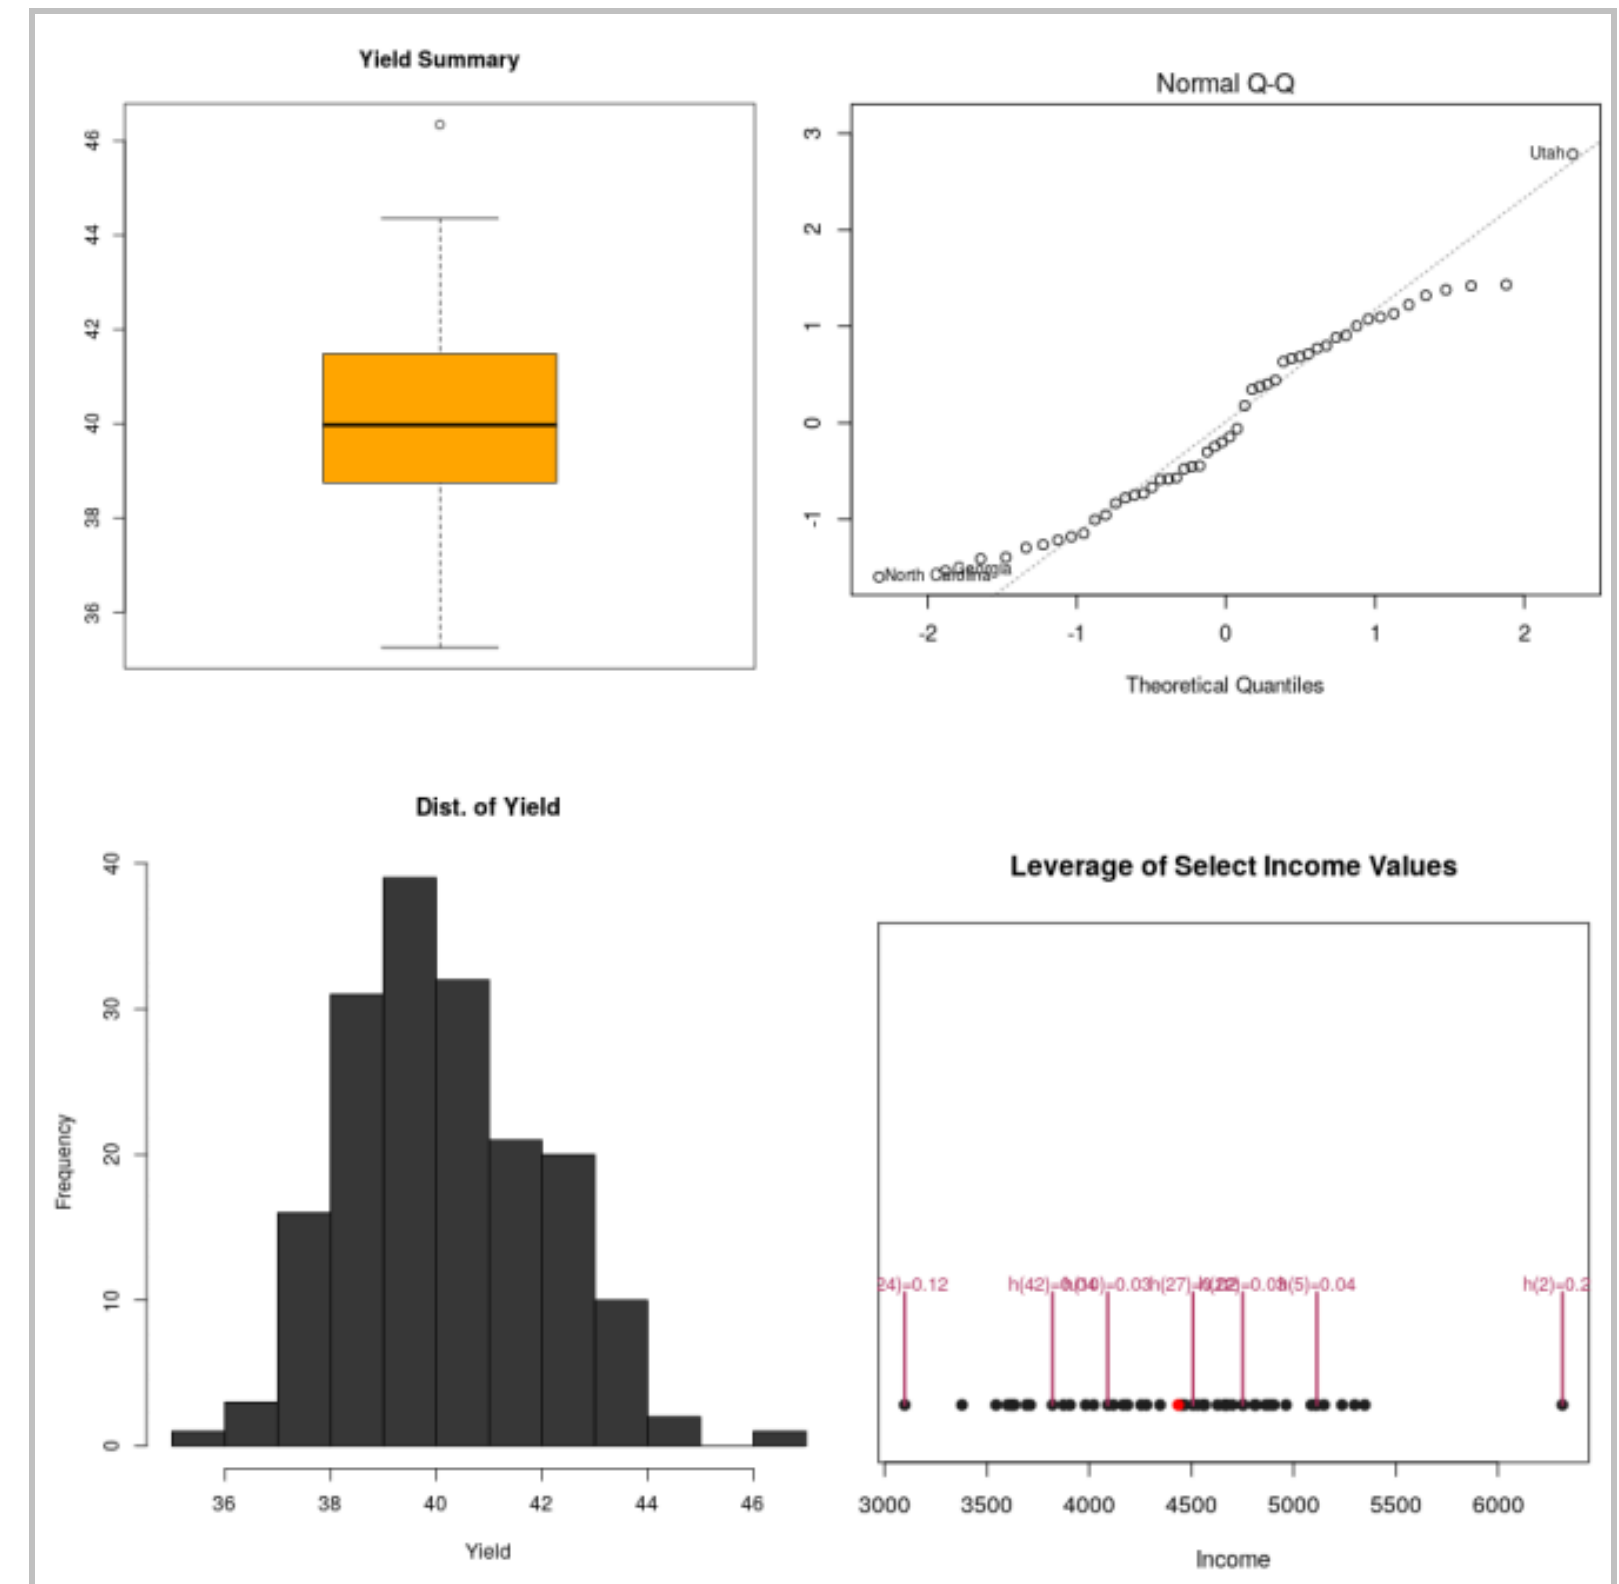 Yield Summary
46
44
42
40
38
36
Normal Q-Q
3
2
1
0
-1
Utah
North Carolina
Georgia
-2 -1 0 1 2
Theoretical Quantiles
Dist. of Yield
40
30
20
10
0
Frequency
36 38 40 42 44 46
Yield
Leverage of Select Income Values
24)=0.12 h(42)= =0.03 h(27)= =0.03 (5)=0.04 h(2)=0.2
3000 3500 4000 4500 5000 5500 6000
Income